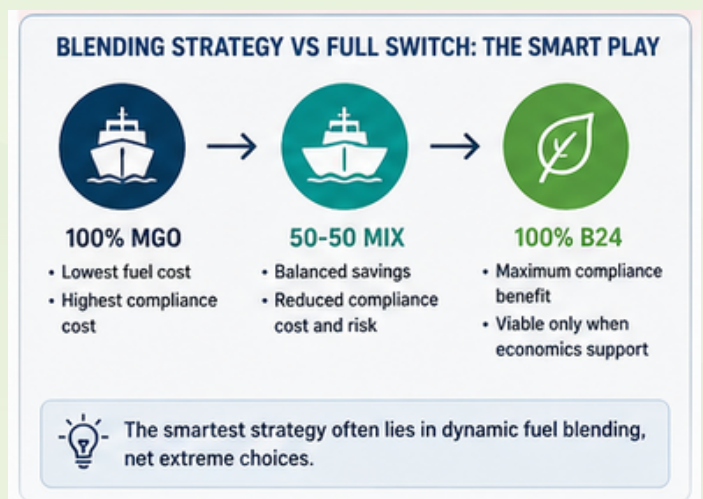 BLENDING STRATEGY VS FULL SWITCH: THE SMART PLAY
100% MGO
• Lowest fuel cost
• Highest compliance
cost
50-50 MIX
• Balanced savings
• Reduced compliance
cost and risk
100% B24
• Maximum compliance
benefit
• Viable only when
economics support
The smartest strategy often lies in dynamic fuel blending,
net extreme choices.